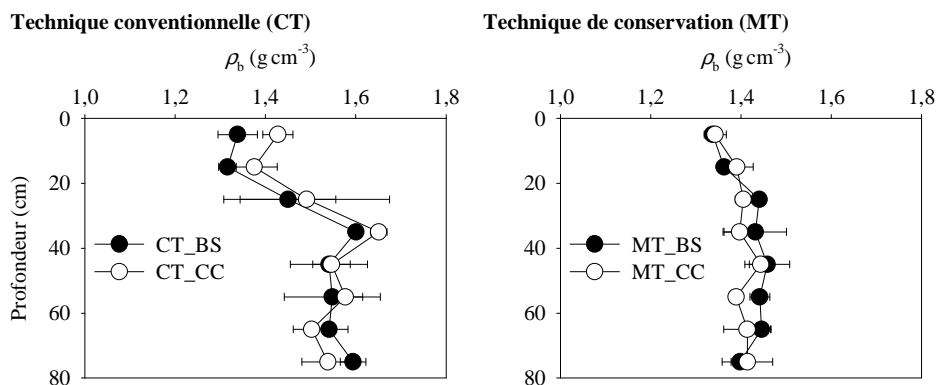 Technique conventionnelle (CT)
Technique de conservation (MT)
ρb (g cm-3)
ρb (g cm-3)
1,0 1,2 1,4 1,6 1,8
1,0 1,2 1,4 1,6 1,8
0
20
40
60
80
Profondeur (cm)
CT_BS
CT_CC
0
20
40
60
80
MT_BS
MT_CC